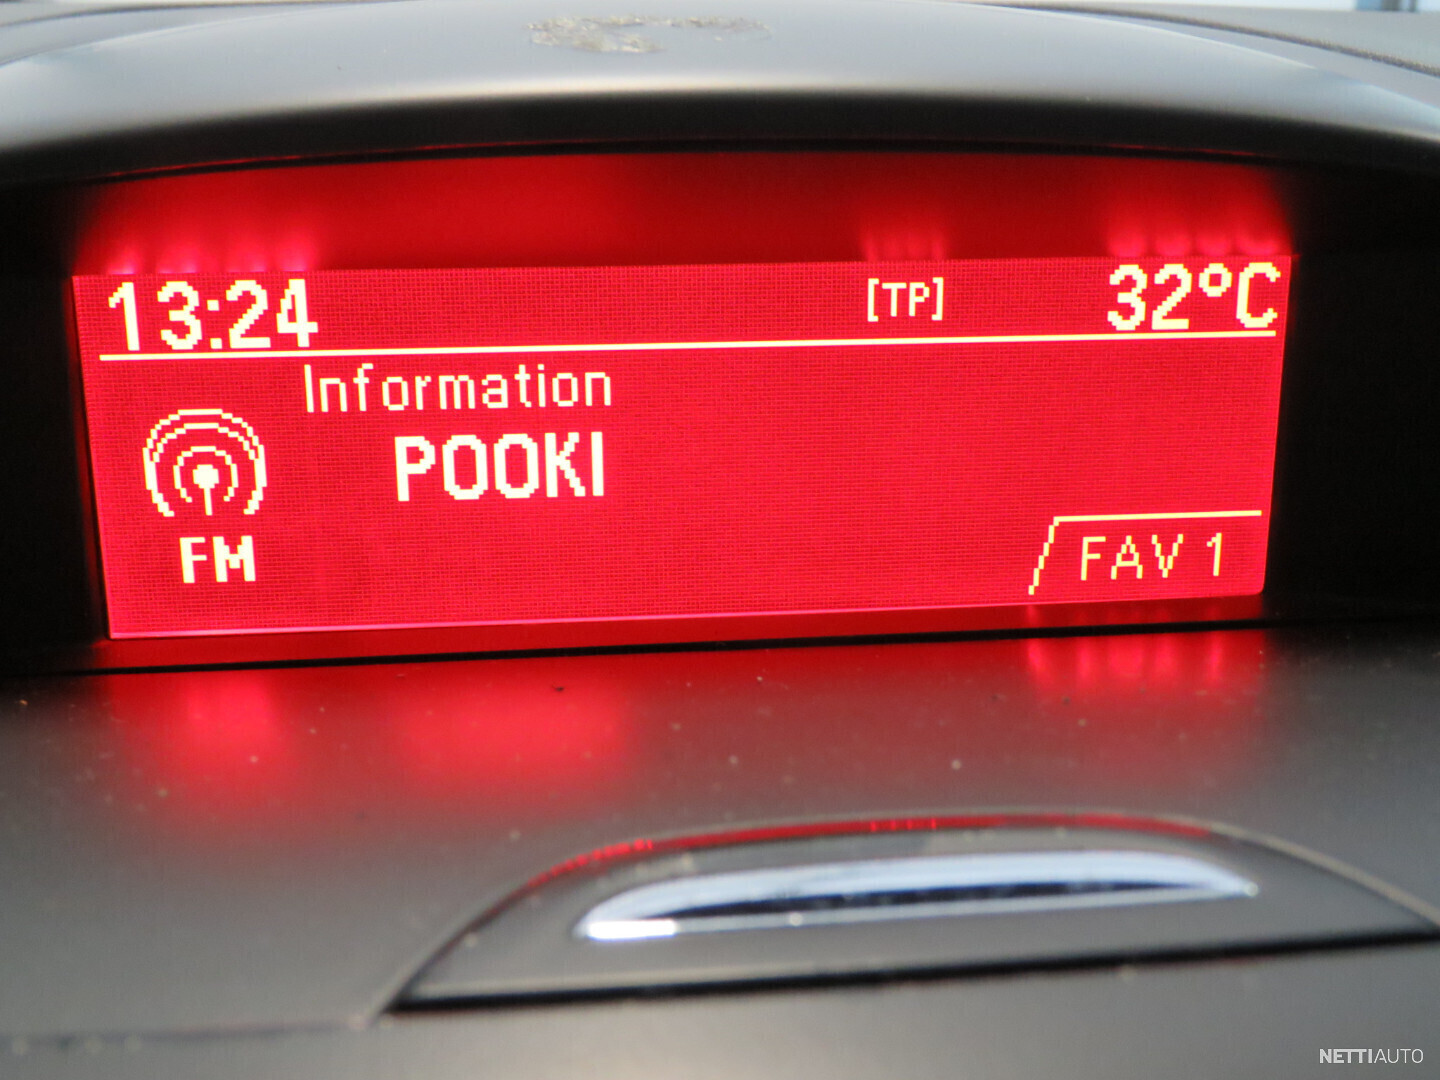 13:24 [TP] 32°C
Information
POOKI
FM
FAV 1
NETTIAUTO